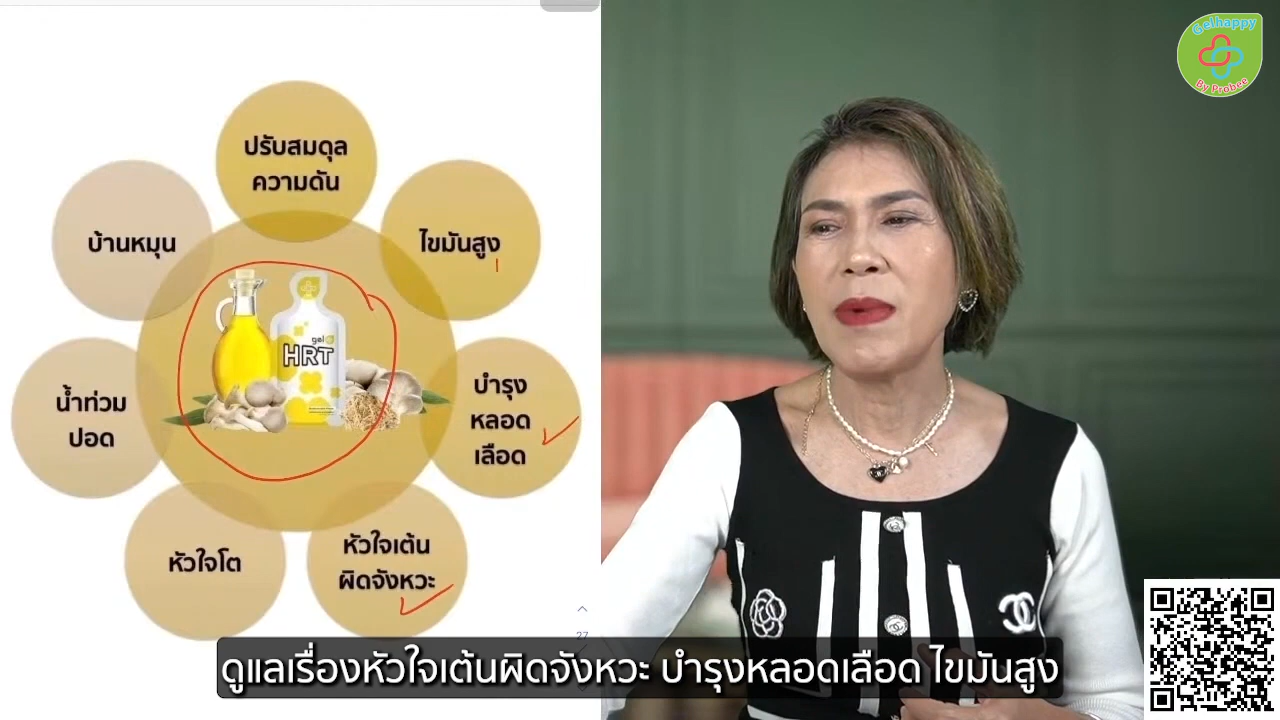 ปรับสมดุล
ความดัน
บ้านหมุน
ไขมันสูง
gel
HRT
น้ำท่วม
ปอด
บำรุง
หลอด
เลือด
หัวใจโต
หัวใจเต้น
ผิดจังหวะ
27
Gelhappy
By Probee
ดูแลเรื่องหัวใจเต้นผิดจังหวะ บำรุงหลอดเลือด ไขมันสูง